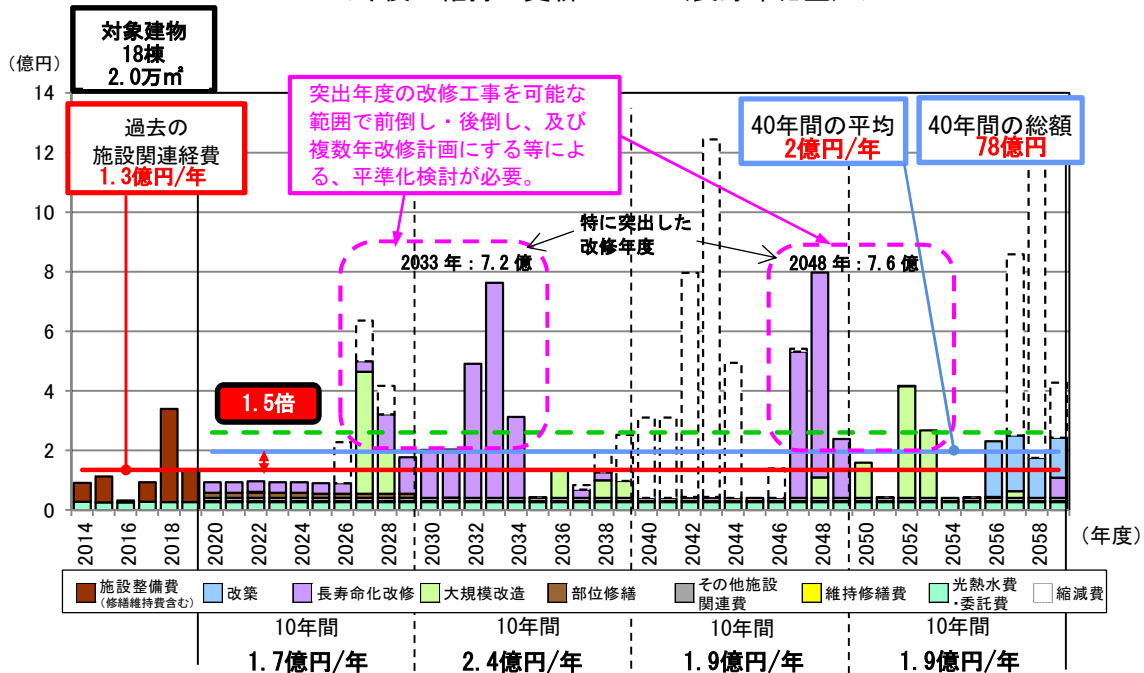 対象建物
18棟
2.0万㎡
（億円）
過去の
施設関連経費
1.3億円/年
突出年度の改修工事を可能な
範囲で前倒し・後倒し、及び
複数年改修計画にする等によ
る、平準化検討が必要。
40年間の平均
2億円/年
40年間の総額
78億円
特に突出した
改修年度
2033 年：7.2 億
2048 年：7.6 億
1.5倍
14
12
10
8
6
4
2
0
2014
2016
2018
2020
2022
2024
2026
2028
2030
2032
2034
2036
2038
2040
2042
2044
2046
2048
2050
2052
2054
2056
2058
（年度）
施設整備費
（修繕維持費含む）
改築
長寿命化改修
大規模改造
部位修繕
その他施設
関連費
維持修繕費
光熱水費
・委託費
縮減費
10年間
1.7億円/年
10年間
2.4億円/年
10年間
1.9億円/年
10年間
1.9億円/年